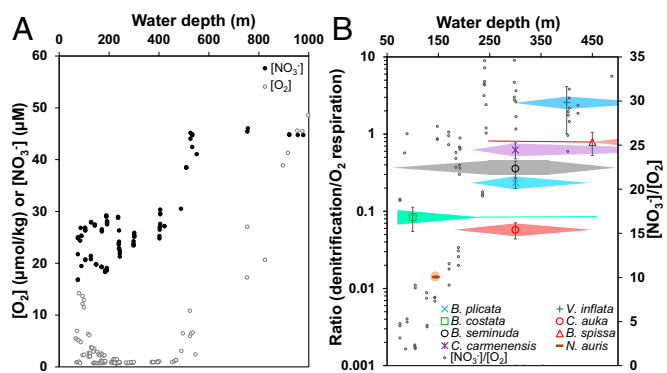 A
Water depth (m)
0 200 400 600 800 1000
[O₂] (μmol/kg) or [NO₃⁻] (μM)
60
50
40
30
20
10
0
[NO₃⁻]
[O₂]
B
Water depth (m)
50 150 250 350 450
Ratio (denitrification/O₂ respiration)
10
1
0.1
0.01
0.001
[NO₃⁻]/[O₂]
35
30
25
20
15
10
5
0
B. plicata
B. costata
B. seminuda
C. carmenensis
[NO₃⁻]/[O₂]
V. inflata
C. auka
B. spissa
N. auris